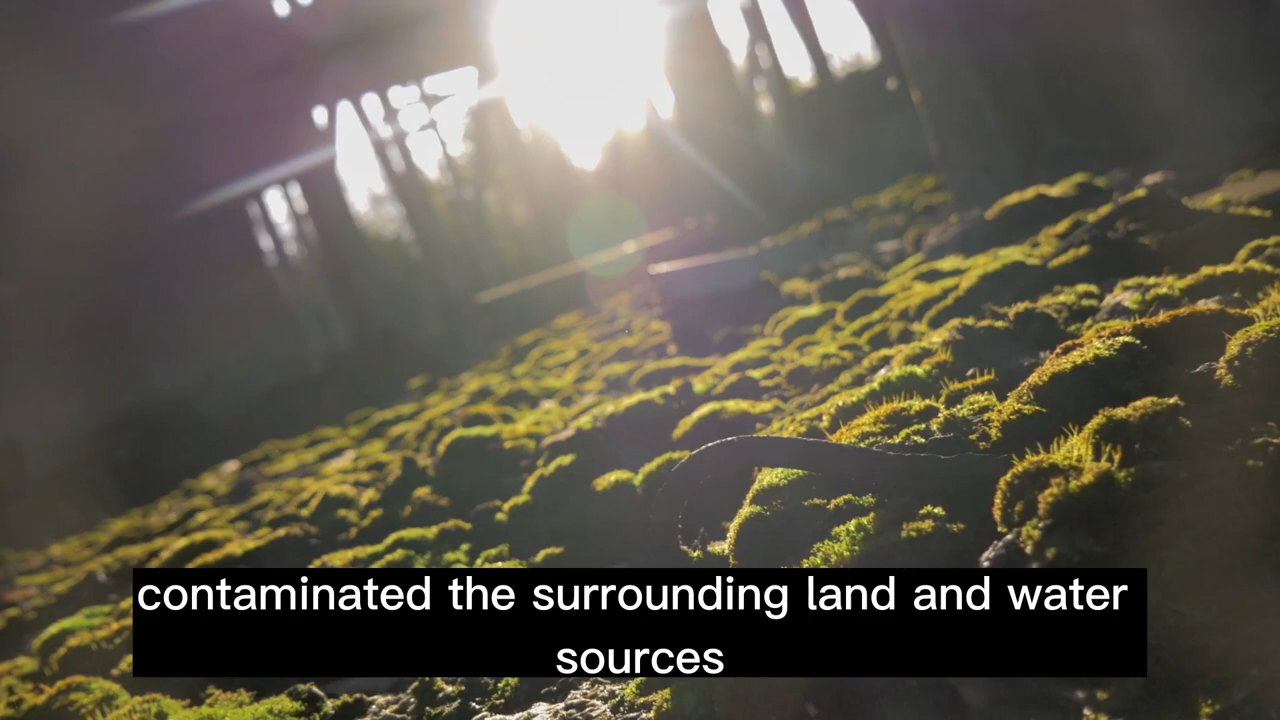 contaminated the surrounding land and water
sources